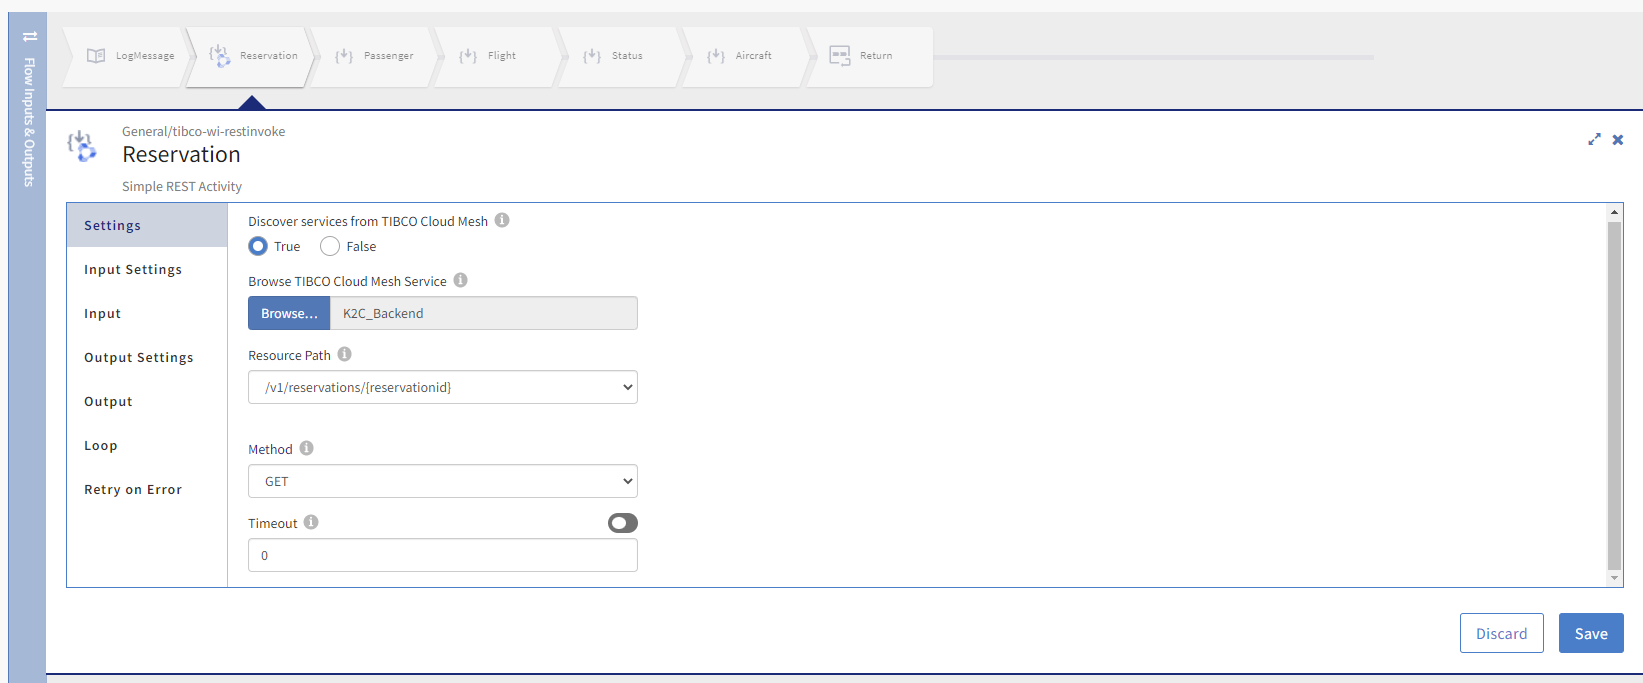 Flow Inputs & Outputs
LogMessage
Reservation
Passenger
Flight
Status
Aircraft
Return
General/tibco-wi-restinvoke
Reservation
Simple REST Activity
Settings
Input Settings
Input
Output Settings
Output
Loop
Retry on Error
Discover services from TIBCO Cloud Mesh
True
False
Browse TIBCO Cloud Mesh Service
Browse... K2C_Backend
Resource Path
/v1/reservations/{reservationid}
Method
GET
Timeout
0
Discard
Save